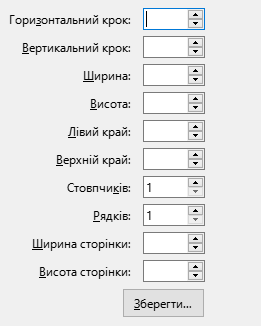 Горизонтальний крок:
Вертикальний крок:
Ширина:
Висота:
Лівий край:
Верхній край:
Стовпчиків: 1
Рядків: 1
Ширина сторінки:
Висота сторінки:
Зберегти...